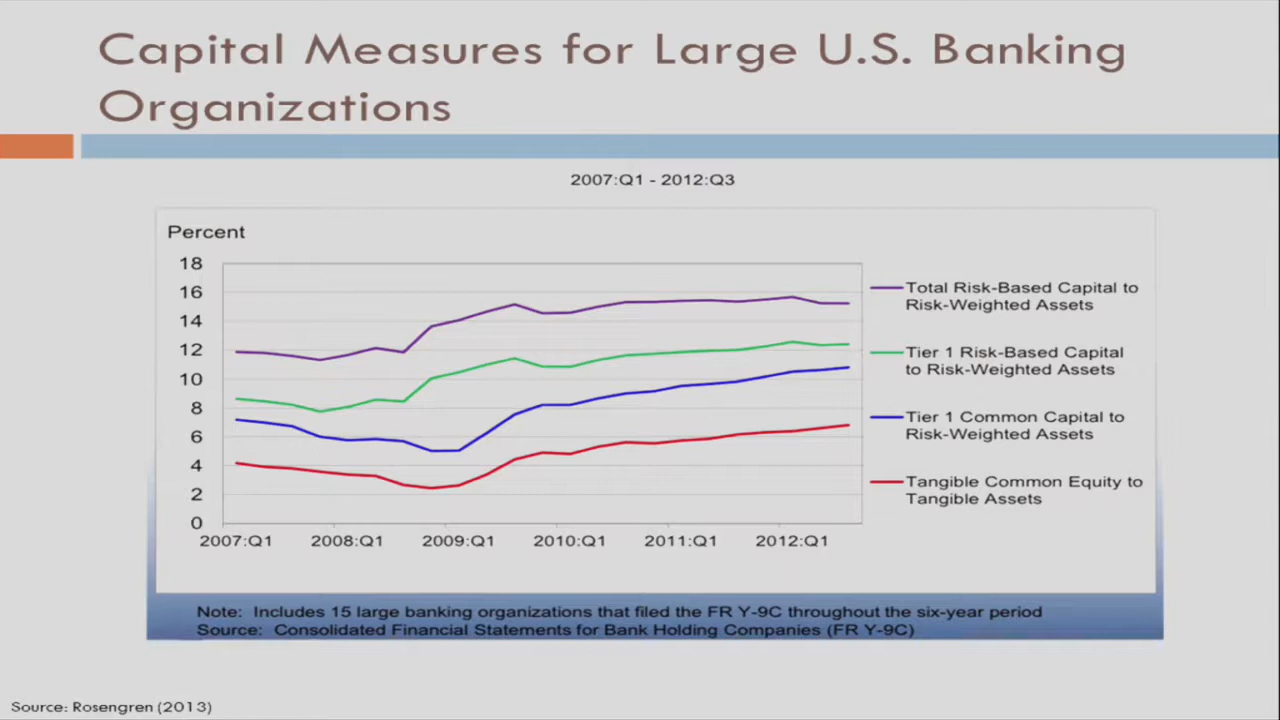 Capital Measures for Large U.S. Banking
Organizations
2007:Q1 - 2012:Q3
Percent
18
16
14
12
10
8
6
4
2
0
2007:Q1 2008:Q1 2009:Q1 2010:Q1 2011:Q1 2012:Q1
Total Risk-Based Capital to
Risk-Weighted Assets
Tier 1 Risk-Based Capital
to Risk-Weighted Assets
Tier 1 Common Capital to
Risk-Weighted Assets
Tangible Common Equity to
Tangible Assets
Note: Includes 15 large banking organizations that filed the FR Y-9C throughout the six-year period
Source: Consolidated Financial Statements for Bank Holding Companies (FR Y-9C)
Source: Rosengren (2013)